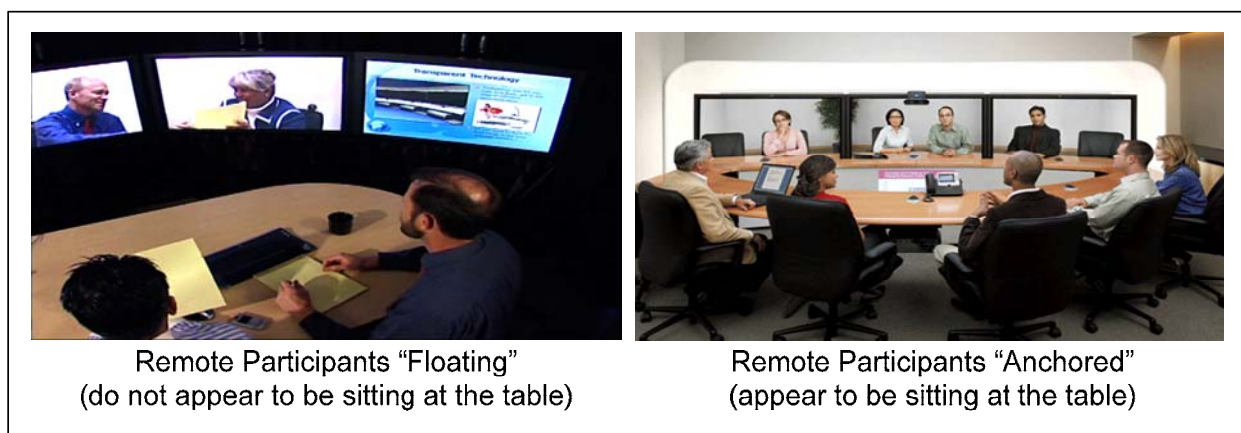 Transparent Technology
Remote Participants “Floating”
(do not appear to be sitting at the table)
Remote Participants “Anchored”
(appear to be sitting at the table)